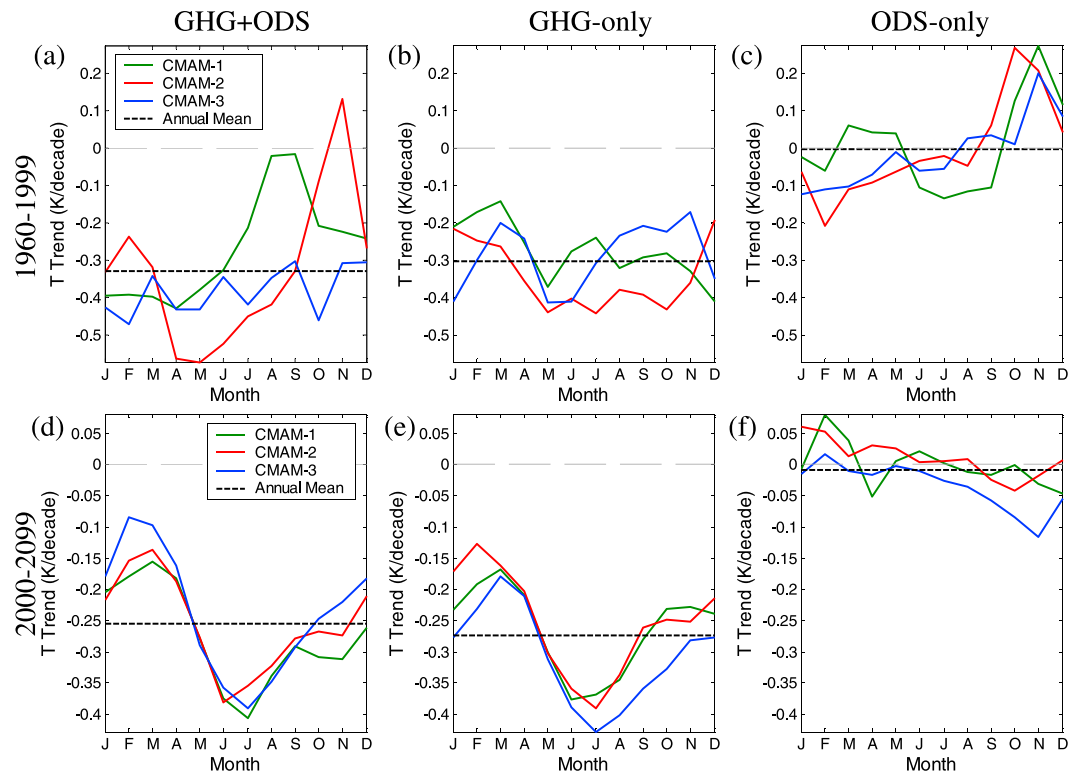 GHG+ODS
GHG-only
ODS-only
1960-1999
(a)
CMAM-1
CMAM-2
CMAM-3
Annual Mean
T Trend (K/decade)
0.2
0.1
0
-0.1
-0.2
-0.3
-0.4
-0.5
J F M A M J J A S O N D
Month
(b)
T Trend (K/decade)
0.2
0.1
0
-0.1
-0.2
-0.3
-0.4
-0.5
J F M A M J J A S O N D
Month
(c)
T Trend (K/decade)
0.2
0.1
0
-0.1
-0.2
-0.3
-0.4
-0.5
J F M A M J J A S O N D
Month
2000-2099
(d)
CMAM-1
CMAM-2
CMAM-3
Annual Mean
T Trend (K/decade)
0.05
0
-0.05
-0.1
-0.15
-0.2
-0.25
-0.3
-0.35
-0.4
J F M A M J J A S O N D
Month
(e)
T Trend (K/decade)
0.05
0
-0.05
-0.1
-0.15
-0.2
-0.25
-0.3
-0.35
-0.4
J F M A M J J A S O N D
Month
(f)
T Trend (K/decade)
0.05
0
-0.05
-0.1
-0.15
-0.2
-0.25
-0.3
-0.35
-0.4
J F M A M J J A S O N D
Month